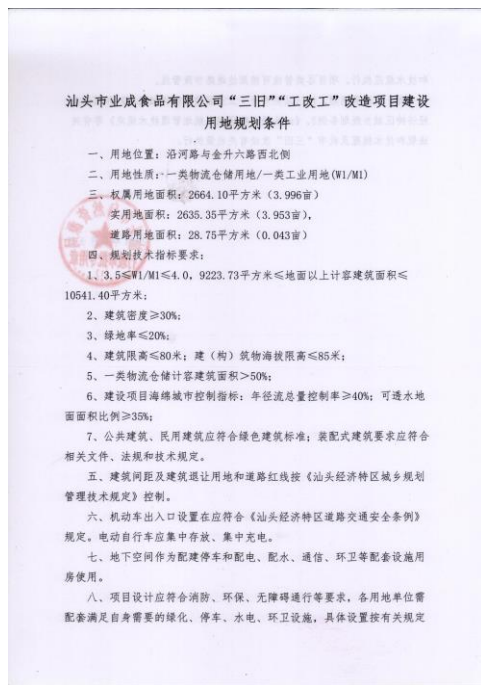 汕头市业成食品有限公司“三旧”“工改工”改造项目建设
用地规划条件
一、用地位置：沿河路与金升六路西北侧
二、用地性质：一类物流仓储用地/一类工业用地(W1/M1)
三、权属用地面积：2664.10平方米（3.996亩）
实用地面积：2635.35平方米（3.953亩），
道路用地面积：28.75平方米（0.043亩）
四、规划技术指标要求：
1、3.5≤W1/M1≤4.0，9223.73平方米≤地面以上计容建筑面积≤
10541.40平方米；
2、建筑密度≥30%；
3、绿地率≤20%；
4、建筑限高≤80米；建（构）筑物海拔限高≤85米；
5、一类物流仓储计容建筑面积>50%；
6、建设项目海绵城市控制指标：年径流总量控制率≥40%；可透水地
面面积比例≥35%；
7、公共建筑、民用建筑应符合绿色建筑标准；装配式建筑要求应符合
相关文件、法规和技术规定。
五、建筑间距及建筑退让用地和道路红线按《汕头经济特区城乡规划
管理技术规定》控制。
六、机动车出入口设置在应符合《汕头经济特区道路交通安全条例》
规定。电动自行车应集中存放、集中充电。
七、地下空间作为配建停车和配电、配水、通信、环卫等配套设施用
房使用。
八、项目设计应符合消防、环保、无障碍通行等要求，各用地单位需
配套满足自身需要的绿化、停车、水电、环卫设施，具体设置按有关规定